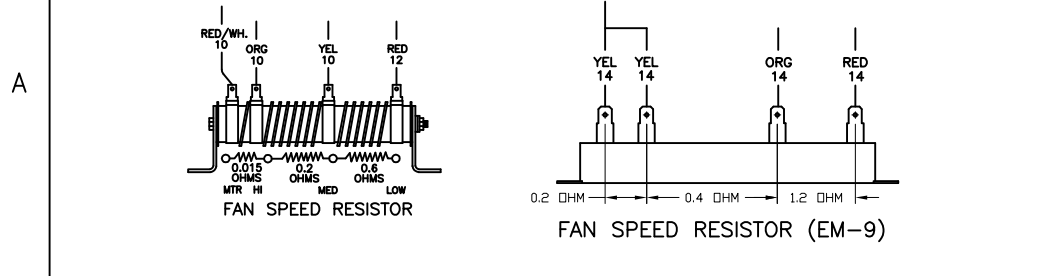 A
RED/WH.
10
ORG
10
YEL
10
RED
12
0.015
OHMS
0.2
OHMS
0.6
OHMS
MTR HI MED LOW
FAN SPEED RESISTOR
YEL
14
YEL
14
ORG
14
RED
14
0.2 OHM 0.4 OHM 1.2 OHM
FAN SPEED RESISTOR (EM-9)